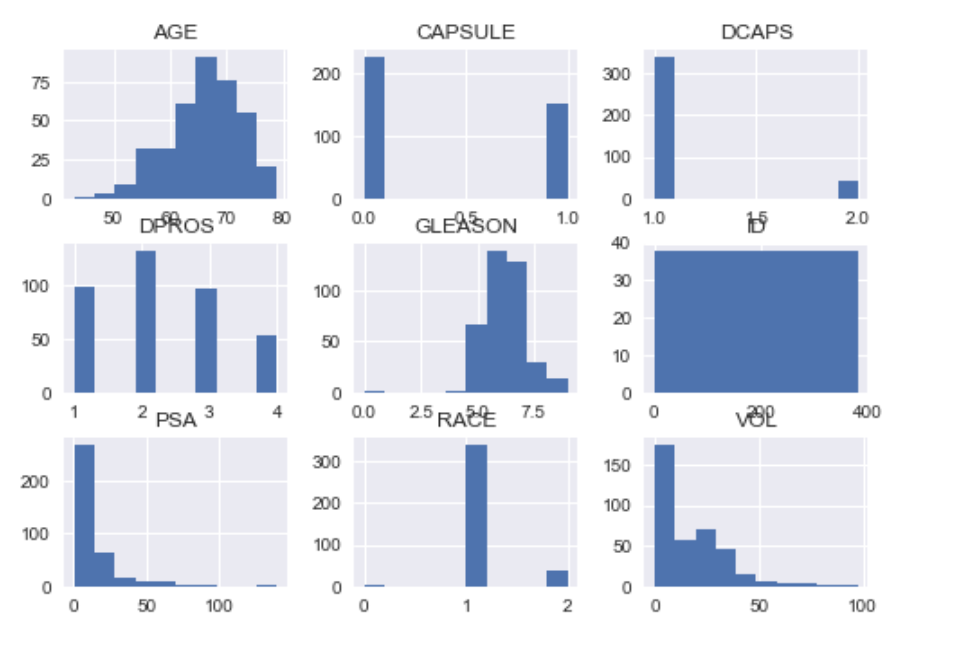 AGE CAPSULE DCAPS
75 50 25 0
200 100 0
300 200 100 0
50 60 70 80
0.0 0.5 1.0
1.0 1.5 2.0
DPROS GLEASON ID
100 50 0
100 50 0
40 30 20 10 0
1 2 3 4
0.0 2.5 5.0 7.5
0 200 400
PSA RACE VOL
200 100 0
300 200 100 0
150 100 50 0
0 50 100
0 1 2
0 50 100